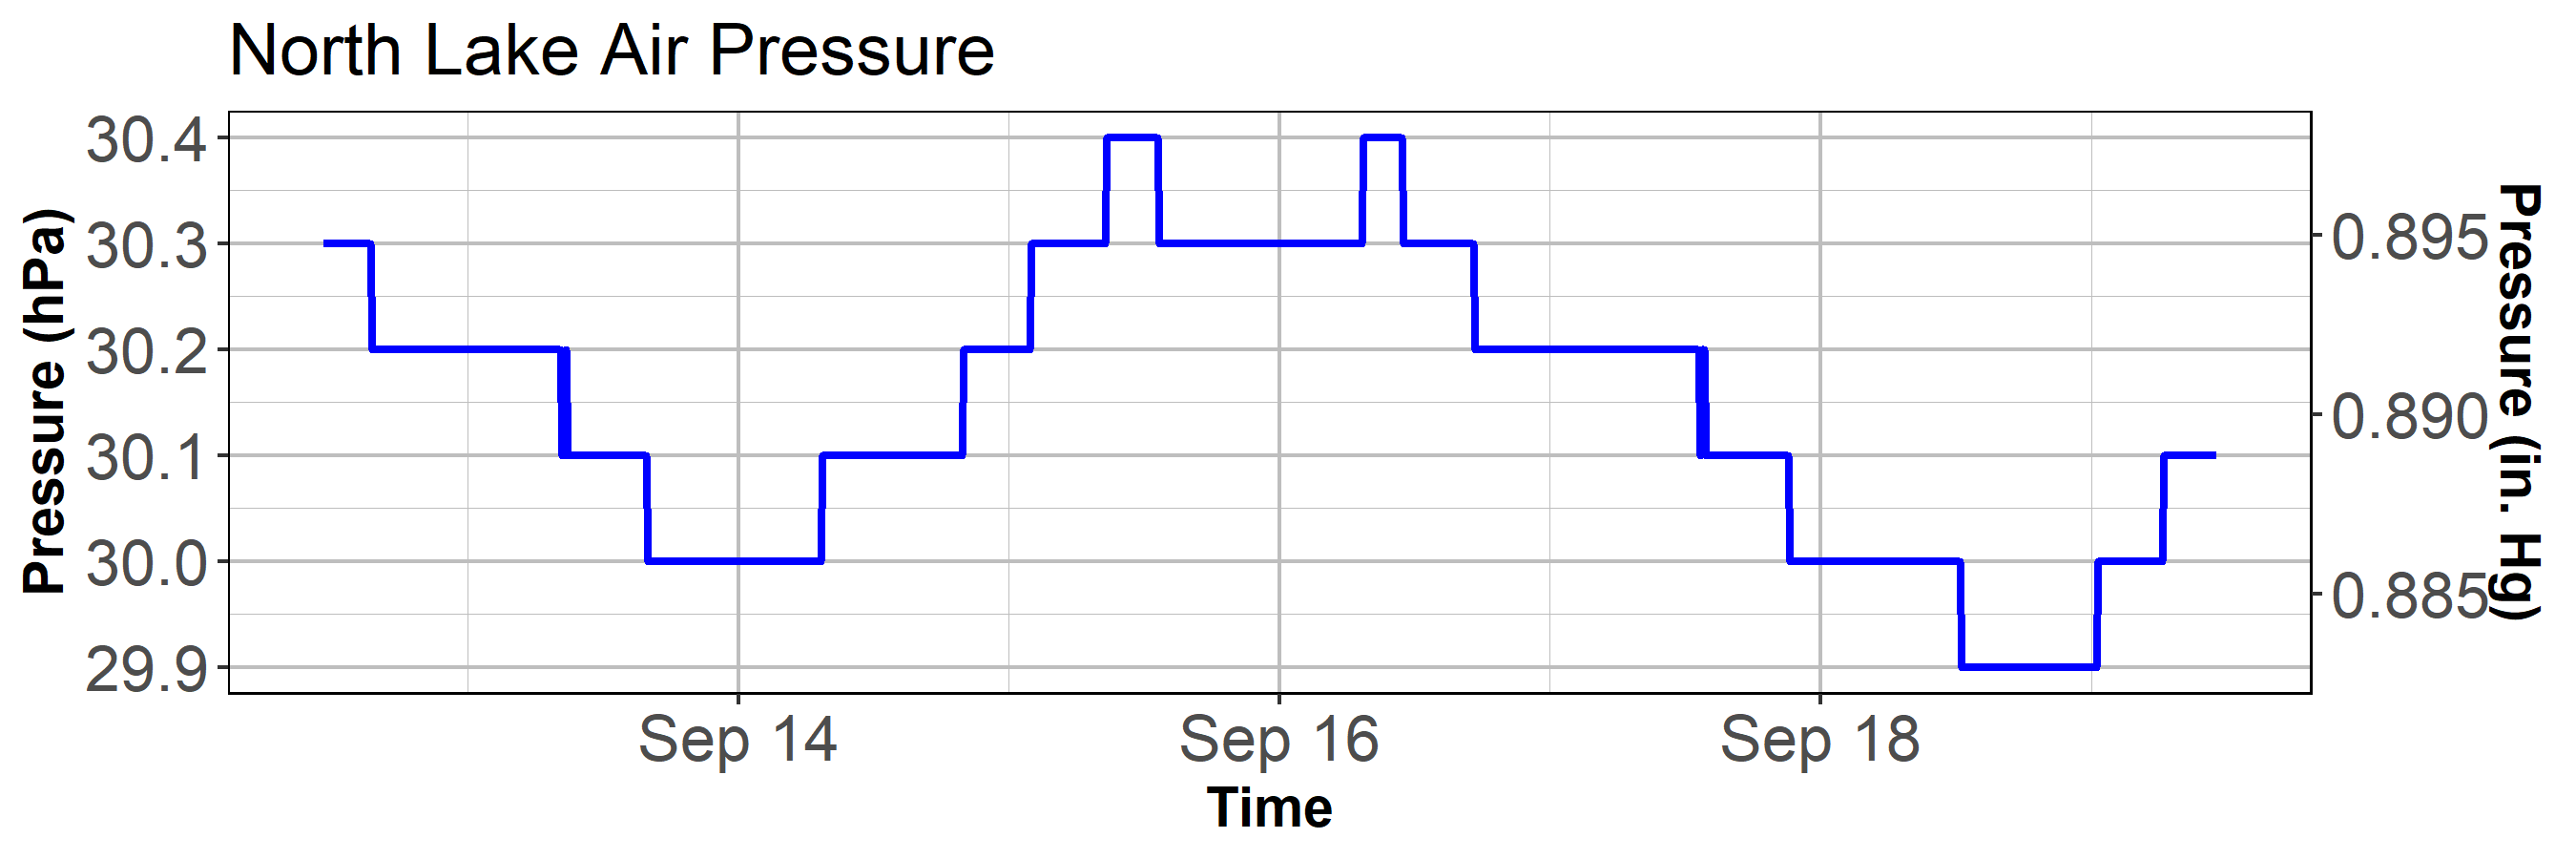 North Lake Air Pressure
Pressure (hPa)
30.4
30.3
30.2
30.1
30.0
29.9
0.895
0.890
0.885
Pressure (in. Hg)
Sep 14 Sep 16 Sep 18
Time